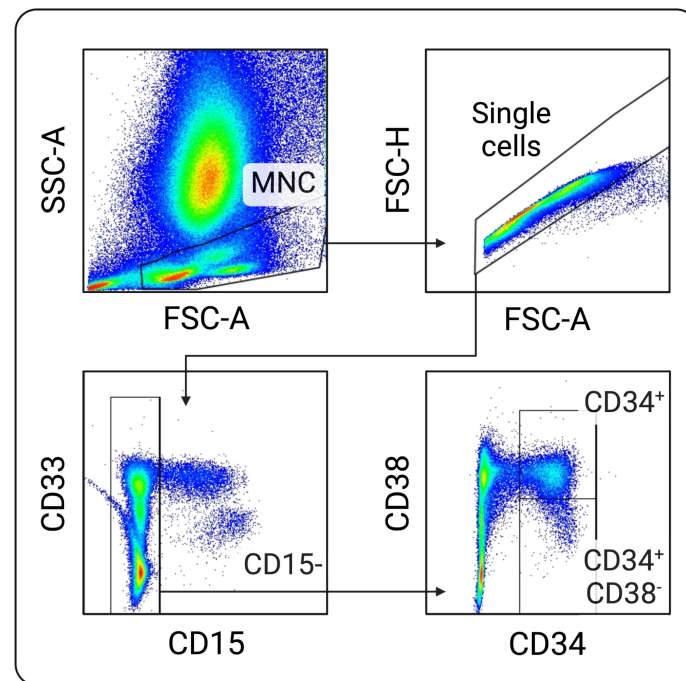 SSC-A
MNC
FSC-A
FSC-H
Single
cells
FSC-A
CD33
CD15-
CD15
CD38
CD34⁺
CD34⁺
CD38⁻
CD34